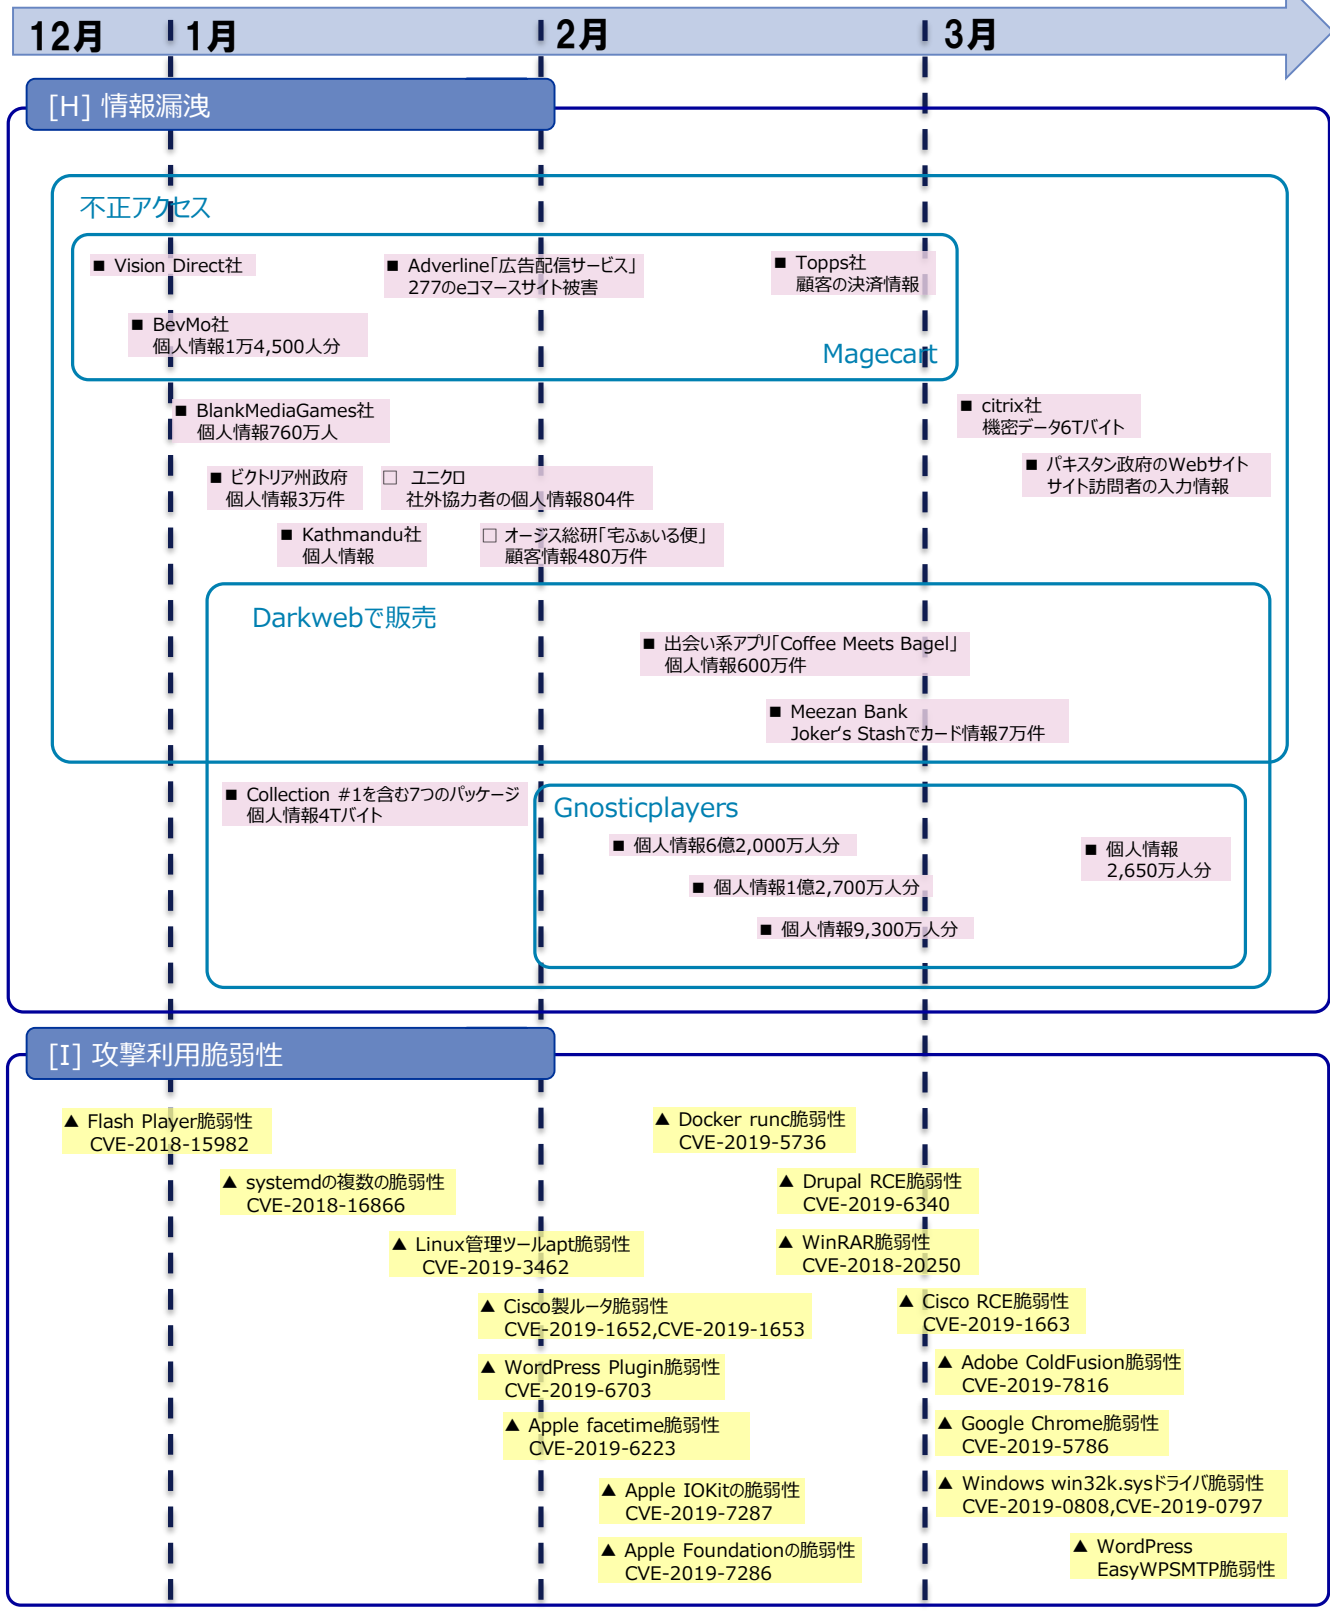 12月 1月 2月 3月
[H] 情報漏洩
不正アクセス
■ Vision Direct社
■ Adverline「広告配信サービス」
277のeコマースサイト被害
■ Topps社
顧客の決済情報
■ BevMo社
個人情報1万4,500人分
Magecart
■ BlankMediaGames社
個人情報760万人
■ citrix社
機密データ6Tバイト
■ ビクトリア州政府
個人情報3万件
□ ユニクロ
社外協力者の個人情報804件
■ パキスタン政府のWebサイト
サイト訪問者の入力情報
■ Kathmandu社
個人情報
□ オージス総研「宅ふぁいる便」
顧客情報480万件
Darkwebで販売
■ 出会い系アプリ「Coffee Meets Bagel」
個人情報600万件
■ Meezan Bank
Joker‘s Stashでカード情報7万件
■ Collection #1を含む7つのパッケージ
個人情報4Tバイト
Gnosticplayers
■ 個人情報6億2,000万人分
■ 個人情報
2,650万人分
■ 個人情報1億2,700万人分
■ 個人情報9,300万人分
[I] 攻撃利用脆弱性
▲ Flash Player脆弱性
CVE-2018-15982
▲ Docker runc脆弱性
CVE-2019-5736
▲ systemdの複数の脆弱性
CVE-2018-16866
▲ Drupal RCE脆弱性
CVE-2019-6340
▲ Linux管理ツールapt脆弱性
CVE-2019-3462
▲ WinRAR脆弱性
CVE-2018-20250
▲ Cisco製ルータ脆弱性
CVE-2019-1652,CVE-2019-1653
▲ Cisco RCE脆弱性
CVE-2019-1663
▲ WordPress Plugin脆弱性
CVE-2019-6703
▲ Adobe ColdFusion脆弱性
CVE-2019-7816
▲ Apple facetime脆弱性
CVE-2019-6223
▲ Google Chrome脆弱性
CVE-2019-5786
▲ Apple IOKitの脆弱性
CVE-2019-7287
▲ Windows win32k.sysドライバ脆弱性
CVE-2019-0808,CVE-2019-0797
▲ Apple Foundationの脆弱性
CVE-2019-7286
▲ WordPress
EasyWPSMTP脆弱性